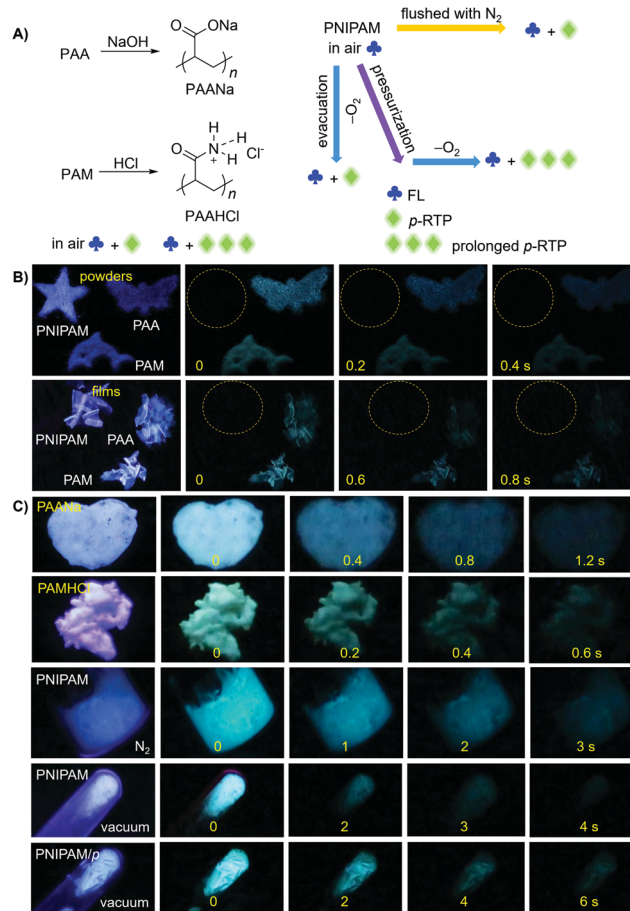 A)
PAA
NaOH
O
ONa
n
PAANa
PAM
HCl
O
H
N
H
H
+
Cl-
n
PAAHCl
in air
+
+
PNIPAM
in air
flushed with N2
+
evacuation
−O2
pressurization
−O2
+
+
FL
p-RTP
prolonged p-RTP
B)
powders
PNIPAM
PAA
PAM
0
0.2
0.4 s
films
PNIPAM
PAA
PAM
0
0.6
0.8 s
C)
PAANa
0
0.4
0.8
1.2 s
PAMHCl
0
0.2
0.4
0.6 s
PNIPAM
N2
0
1
2
3 s
PNIPAM
vacuum
0
2
3
4 s
PNIPAM/p
vacuum
0
2
4
6 s